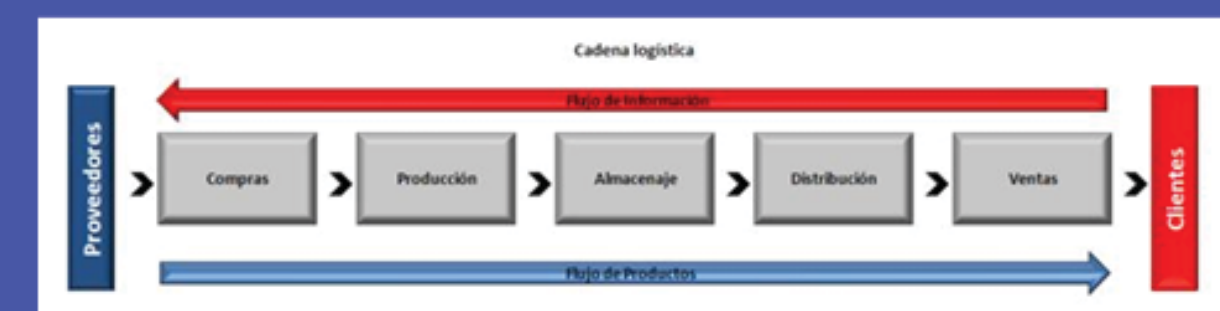 Cadena logística
Flujo de Información
Proveedores
Compras
Producción
Almacenaje
Distribución
Ventas
Clientes
Flujo de Productos